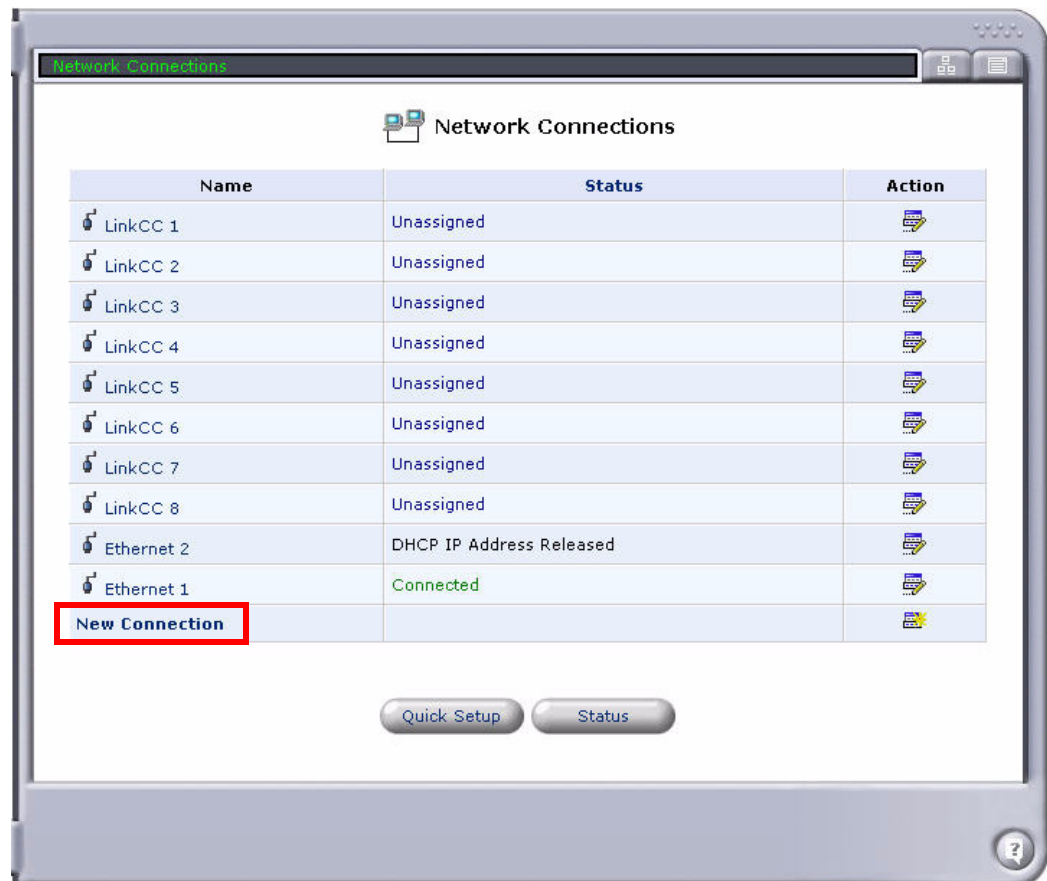 Network Connections
Network Connections
Name Status Action
LinkCC 1 Unassigned
LinkCC 2 Unassigned
LinkCC 3 Unassigned
LinkCC 4 Unassigned
LinkCC 5 Unassigned
LinkCC 6 Unassigned
LinkCC 7 Unassigned
LinkCC 8 Unassigned
Ethernet 2 DHCP IP Address Released
Ethernet 1 Connected
New Connection
Quick Setup Status
?